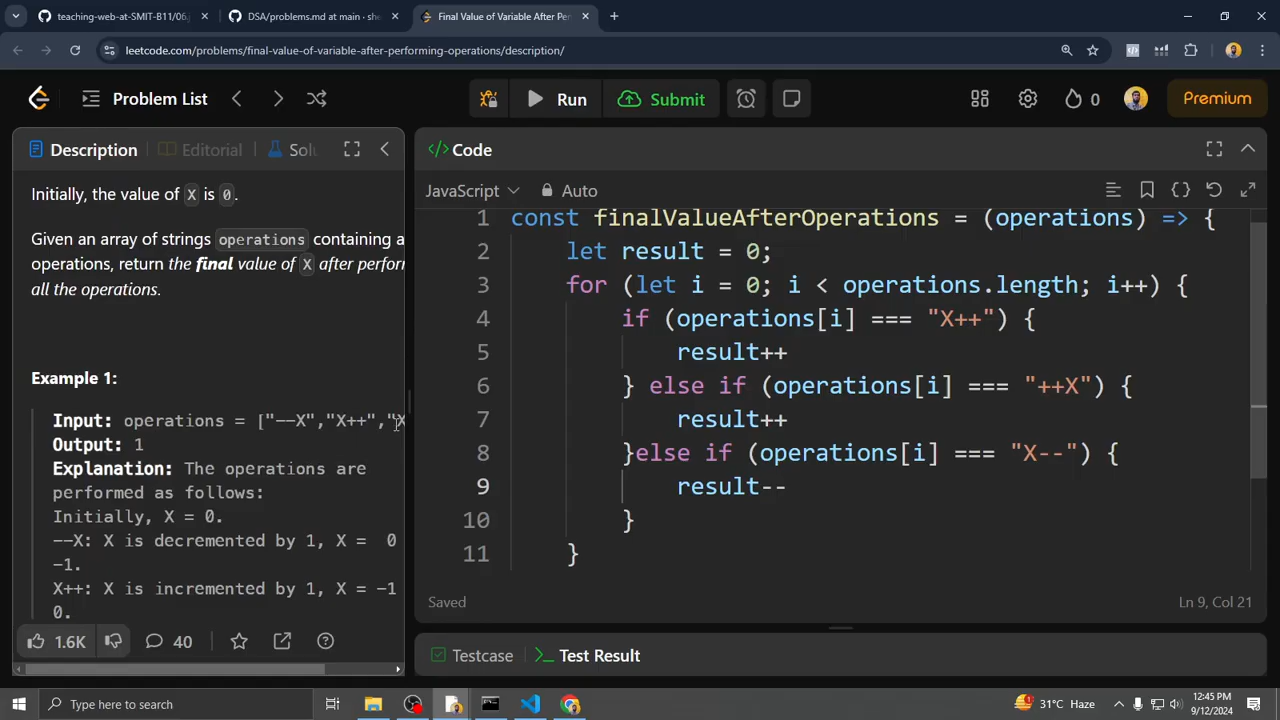 teaching-web-at-SMIT-B11/06.
DSA/problems.md at main · she
Final Value of Variable After Per
leetcode.com/problems/final-value-of-variable-after-performing-operations/description/
Problem List
Run
Submit
0
Premium
Description
Editorial
Solu
Initially, the value of X is 0.
Given an array of strings operations containing a
operations, return the final value of X after perform
all the operations.
Example 1:
Input: operations = ["--X","X++","X
Output: 1
Explanation: The operations are
performed as follows:
Initially, X = 0.
--X: X is decremented by 1, X =  0
-1.
X++: X is incremented by 1, X = -1
0.
1.6K
40
</> Code
JavaScript
Auto
1 const finalValueAfterOperations = (operations) => {
2 let result = 0;
3 for (let i = 0; i < operations.length; i++) {
4 if (operations[i] === "X++") {
5 result++
6 } else if (operations[i] === "++X") {
7 result++
8 }else if (operations[i] === "X--") {
9 result--
10 }
11 }
Saved
Ln 9, Col 21
Testcase
Test Result
Type here to search
31°C Haze
12:45 PM
9/12/2024